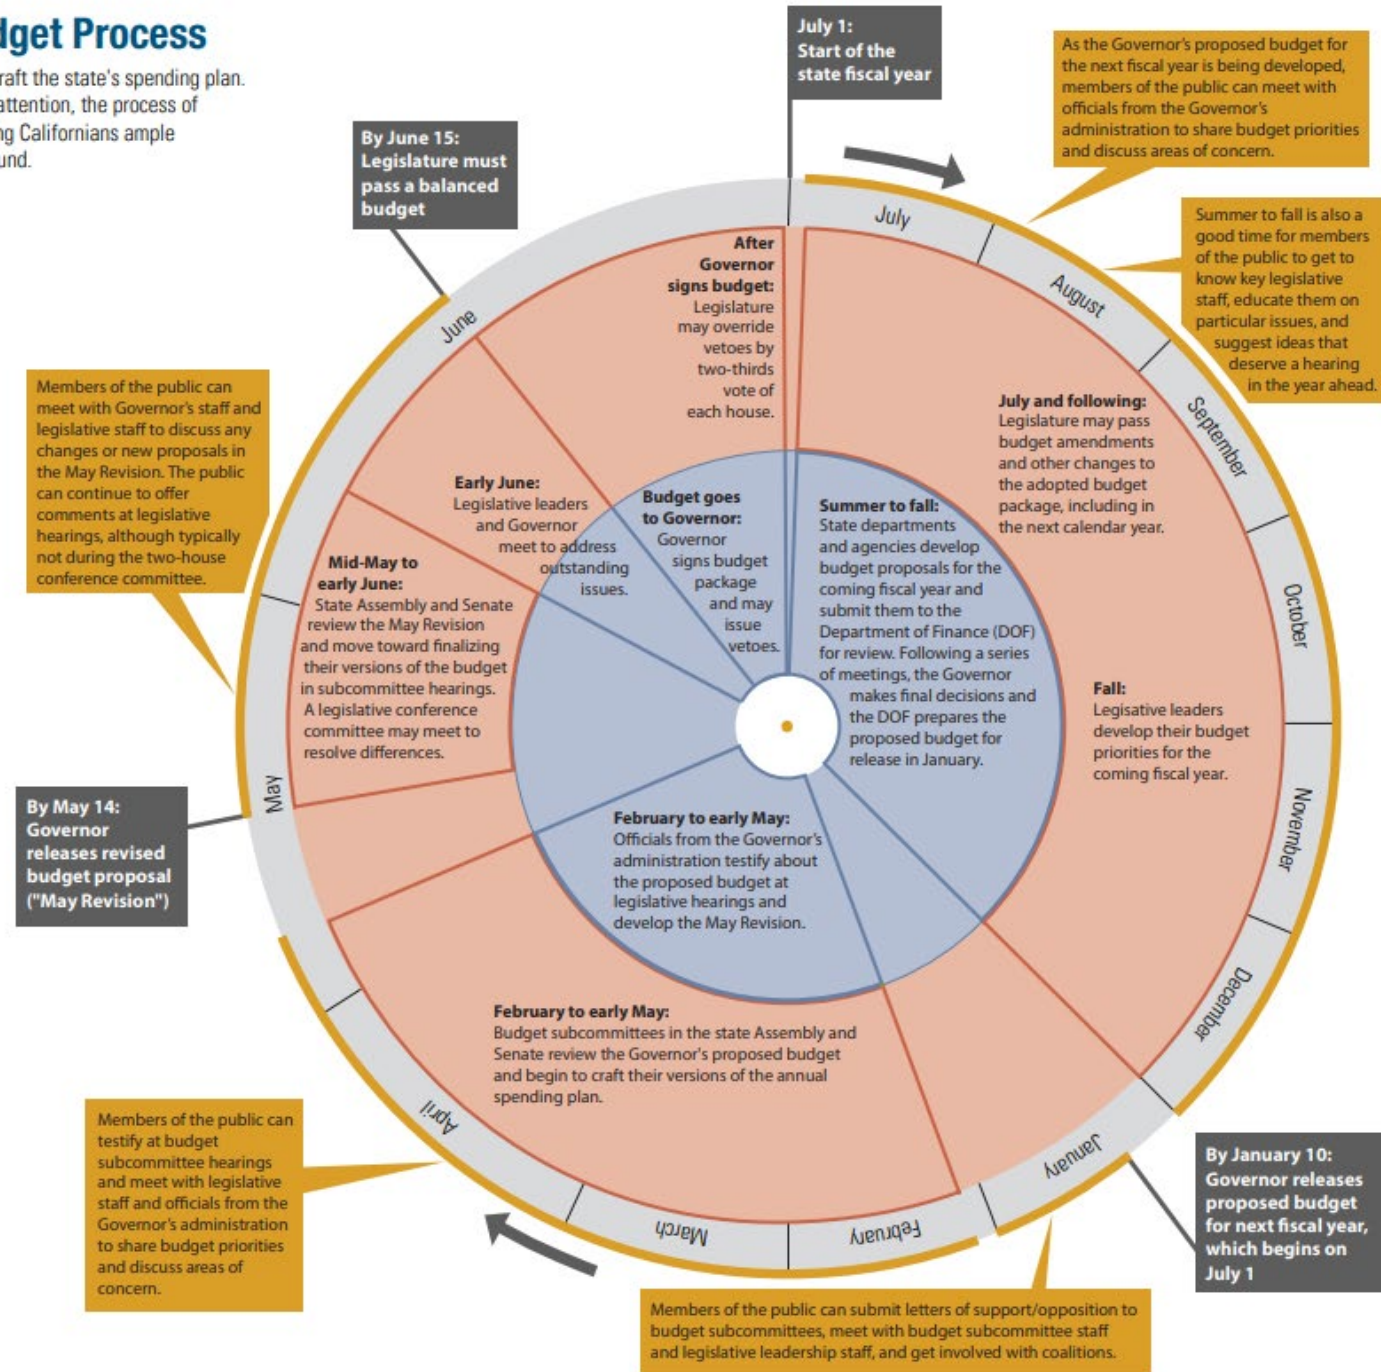 dget Process
raft the state's spending plan.
attention, the process of
ng Californians ample
und.
July 1:
Start of the
state fiscal year
As the Governor's proposed budget for
the next fiscal year is being developed,
members of the public can meet with
officials from the Governor's
administration to share budget priorities
and discuss areas of concern.
By June 15:
Legislature must
pass a balanced
budget
Summer to fall is also a
good time for members
of the public to get to
know key legislative
staff, educate them on
particular issues, and
suggest ideas that
deserve a hearing
in the year ahead.
July
August
September
October
November
December
January
February
March
April
May
June
After
Governor
signs budget:
Legislature
may override
vetoes by
two-thirds
vote of
each house.
July and following:
Legislature may pass
budget amendments
and other changes to
the adopted budget
package, including in
the next calendar year.
Members of the public can
meet with Governor's staff and
legislative staff to discuss any
changes or new proposals in
the May Revision. The public
can continue to offer
comments at legislative
hearings, although typically
not during the two-house
conference committee.
Early June:
Legislative leaders
and Governor
meet to address
outstanding
issues.
Budget goes
to Governor:
Governor
signs budget
package
and may
issue
vetoes.
Summer to fall:
State departments
and agencies develop
budget proposals for the
coming fiscal year and
submit them to the
Department of Finance (DOF)
for review. Following a series
of meetings, the Governor
makes final decisions and
the DOF prepares the
proposed budget for
release in January.
Mid-May to
early June:
State Assembly and Senate
review the May Revision
and move toward finalizing
their versions of the budget
in subcommittee hearings.
A legislative conference
committee may meet to
resolve differences.
Fall:
Legisative leaders
develop their budget
priorities for the
coming fiscal year.
By May 14:
Governor
releases revised
budget proposal
("May Revision")
February to early May:
Officials from the Governor's
administration testify about
the proposed budget at
legislative hearings and
develop the May Revision.
February to early May:
Budget subcommittees in the state Assembly and
Senate review the Governor's proposed budget
and begin to craft their versions of the annual
spending plan.
Members of the public can
testify at budget
subcommittee hearings
and meet with legislative
staff and officials from the
Governor's administration
to share budget priorities
and discuss areas of
concern.
By January 10:
Governor releases
proposed budget
for next fiscal year,
which begins on
July 1
Members of the public can submit letters of support/opposition to
budget subcommittees, meet with budget subcommittee staff
and legislative leadership staff, and get involved with coalitions.